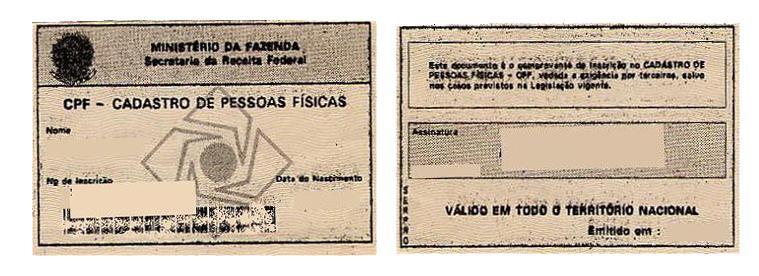 MINISTÉRIO DA FAZENDA
Secretaria da Receita Federal
CPF - CADASTRO DE PESSOAS FÍSICAS
Nome
Nº de Inscrição
Data do Nascimento
Este documento é o comprovante de inscrição no CADASTRO DE
PESSOAS FÍSICAS - CPF, vedada a exigência por terceiros, salvo
nos casos previstos na Legislação vigente.
Assinatura
SERPRO
VÁLIDO EM TODO O TERRITÓRIO NACIONAL
Emitido em :